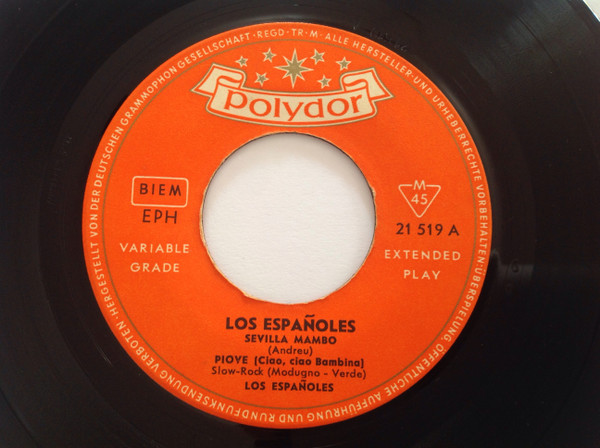 HERGESTELLT VON DER DEUTSCHEN GRAMMOPHON GESELLSCHAFT · REGD·TR·M· ALLE HERSTELLER- UND URHEBERRECHTE VORBEHALTEN: ÜBERSPIELUNG, ÖFFENTLICHE AUFFÜHRUNG UND RUNDFUNKSENDUNG VERBOTEN ·
polydor
BIEM
EPH
M
45
21 519 A
VARIABLE
GRADE
EXTENDED
PLAY
LOS ESPAÑOLES
SEVILLA MAMBO
(Andreu)
PIOVE (Ciao, ciao Bambina)
Slow-Rock (Modugno - Verde)
LOS ESPAÑOLES